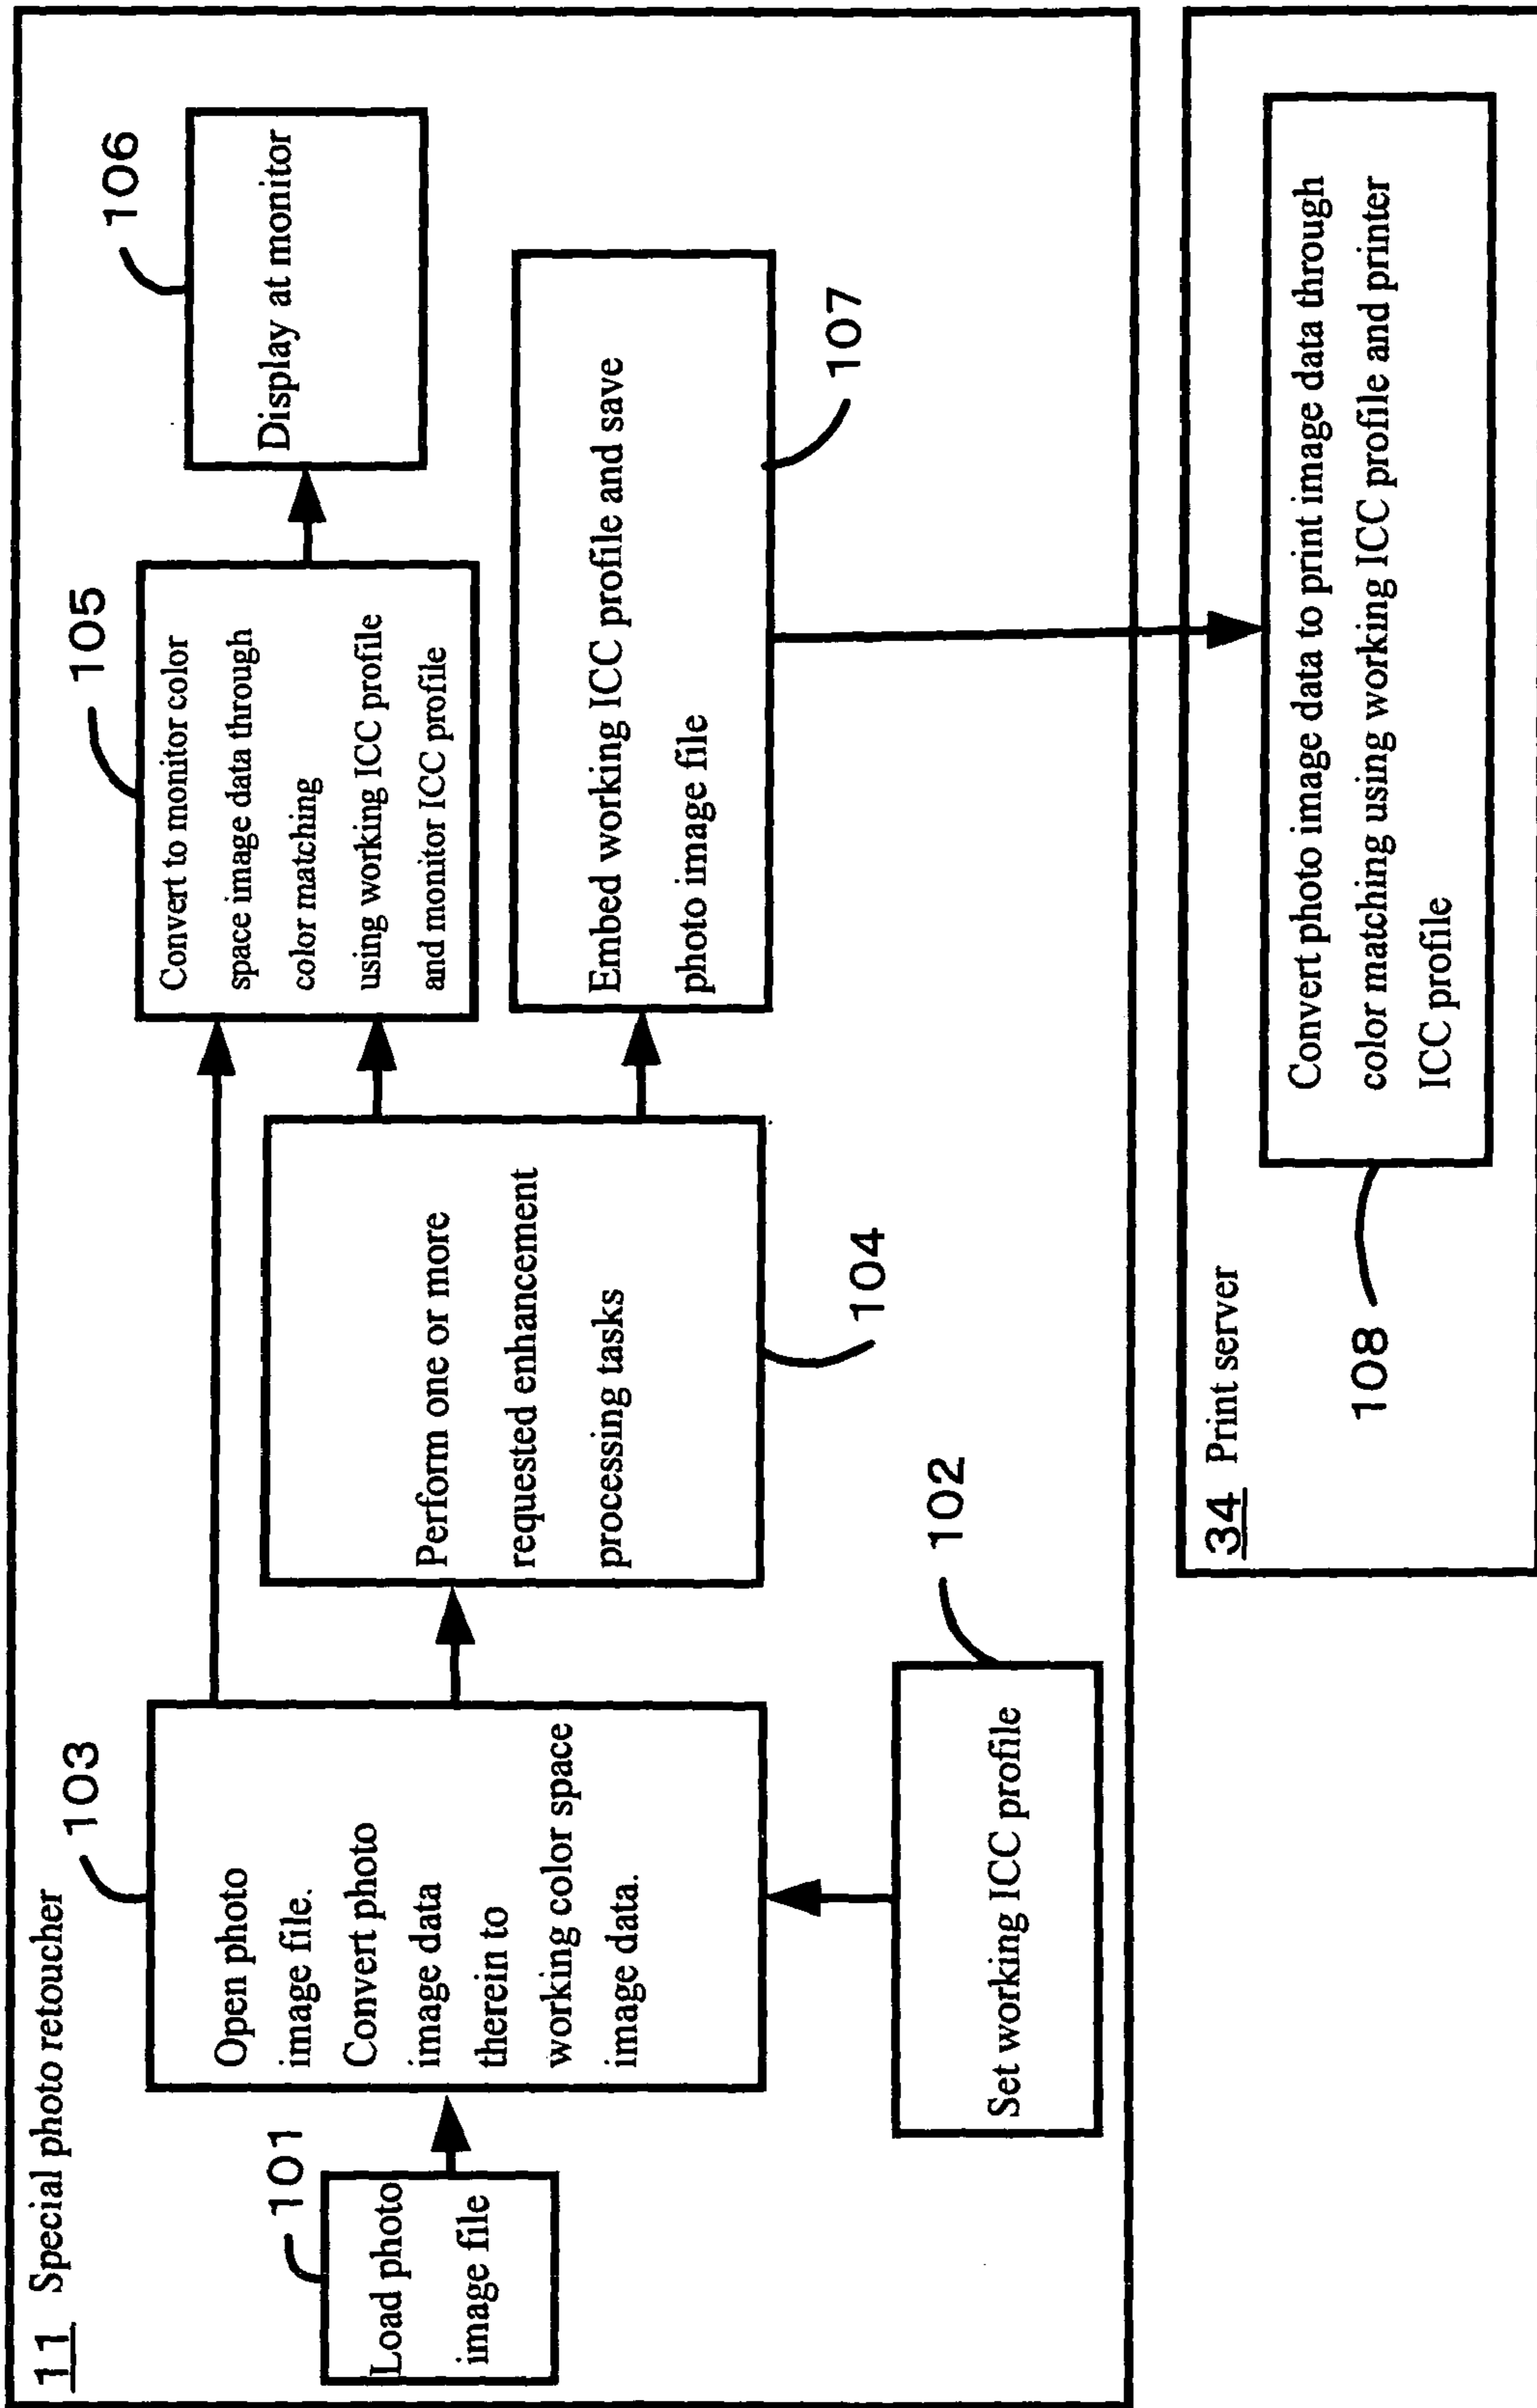 11 Special photo retoucher
101
Load photo
image file
103
Open photo
image file.
Convert photo
image data
therein to
working color space
image data.
102
Set working ICC profile
104
Perform one or more
requested enhancement
processing tasks
105
Convert to monitor color
space image data through
color matching
using working ICC profile
and monitor ICC profile
106
Display at monitor
107
Embed working ICC profile and save
photo image file
34 Print server
108
Convert photo image data to print image data through
color matching using working ICC profile and printer
ICC profile